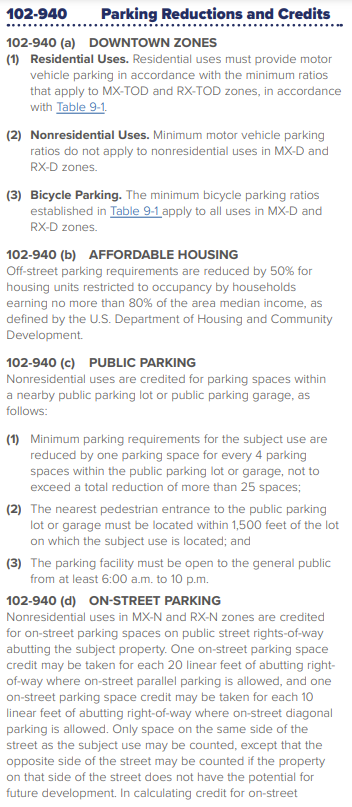 102-940 Parking Reductions and Credits
102-940 (a) DOWNTOWN ZONES
(1) Residential Uses. Residential uses must provide motor
vehicle parking in accordance with the minimum ratios
that apply to MX-TOD and RX-TOD zones, in accordance
with Table 9-1.
(2) Nonresidential Uses. Minimum motor vehicle parking
ratios do not apply to nonresidential uses in MX-D and
RX-D zones.
(3) Bicycle Parking. The minimum bicycle parking ratios
established in Table 9-1 apply to all uses in MX-D and
RX-D zones.
102-940 (b) AFFORDABLE HOUSING
Off-street parking requirements are reduced by 50% for
housing units restricted to occupancy by households
earning no more than 80% of the area median income, as
defined by the U.S. Department of Housing and Community
Development.
102-940 (c) PUBLIC PARKING
Nonresidential uses are credited for parking spaces within
a nearby public parking lot or public parking garage, as
follows:
(1) Minimum parking requirements for the subject use are
reduced by one parking space for every 4 parking
spaces within the public parking lot or garage, not to
exceed a total reduction of more than 25 spaces;
(2) The nearest pedestrian entrance to the public parking
lot or garage must be located within 1,500 feet of the lot
on which the subject use is located; and
(3) The parking facility must be open to the general public
from at least 6:00 a.m. to 10 p.m.
102-940 (d) ON-STREET PARKING
Nonresidential uses in MX-N and RX-N zones are credited
for on-street parking spaces on public street rights-of-way
abutting the subject property. One on-street parking space
credit may be taken for each 20 linear feet of abutting right-
of-way where on-street parallel parking is allowed, and one
on-street parking space credit may be taken for each 10
linear feet of abutting right-of-way where on-street diagonal
parking is allowed. Only space on the same side of the
street as the subject use may be counted, except that the
opposite side of the street may be counted if the property
on that side of the street does not have the potential for
future development. In calculating credit for on-street